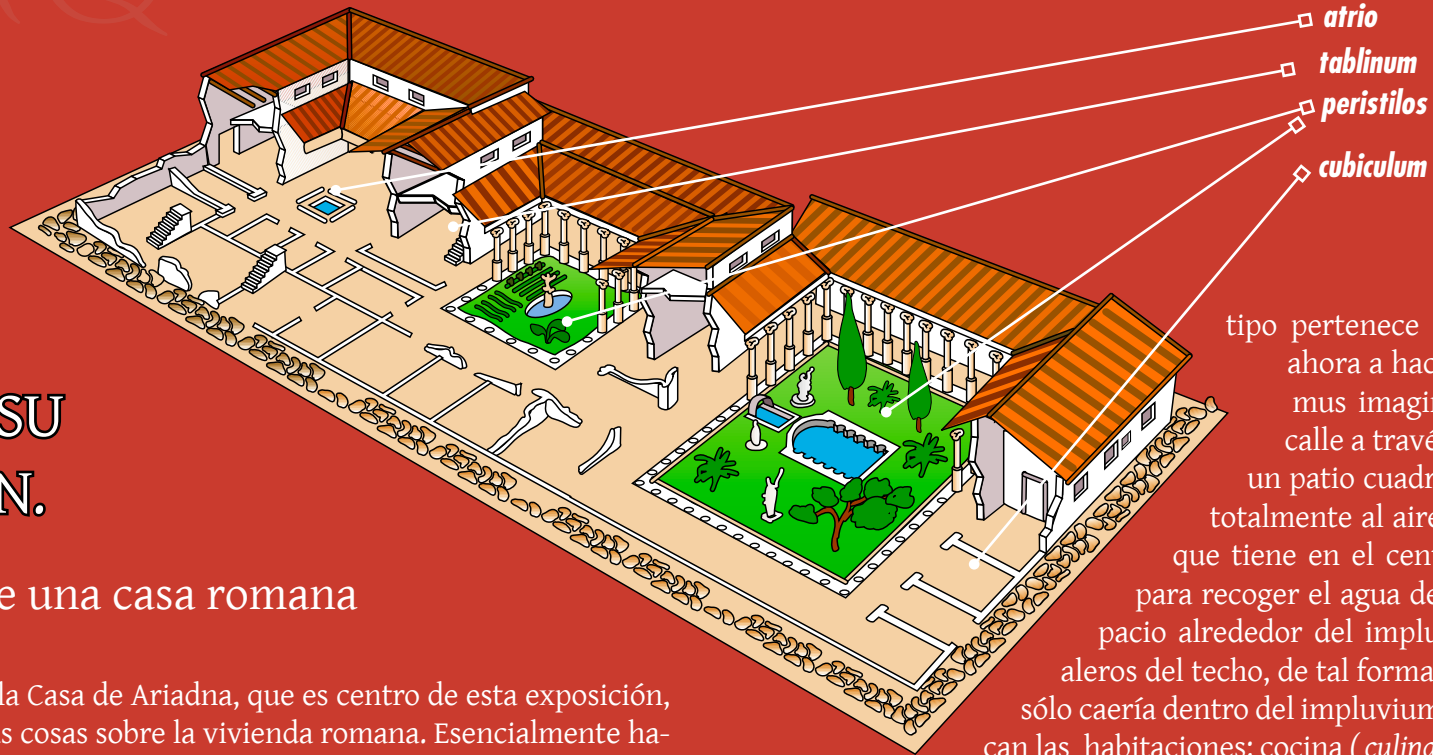 atrio
tablinum
peristilos
cubiculum
SU
N.
e una casa romana
la Casa de Ariadna, que es centro de esta exposición,
s cosas sobre la vivienda romana. Esencialmente ha-
tipo pertenece
ahora a hac
mus imagin
calle a travé
un patio cuadr
totalmente al aire
que tiene en el cent
para recoger el agua de
pacio alrededor del implu
aleros del techo, de tal forma
sólo caería dentro del impluvium
can las habitaciones: cocina ( culina